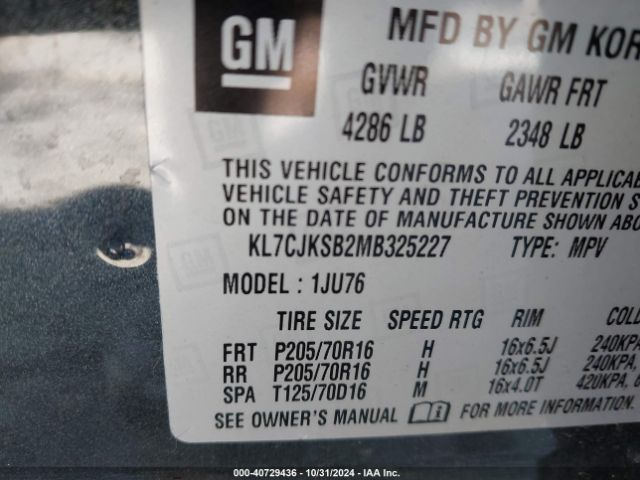 GM
MFD BY GM KOR
GVWR GAWR FRT
4286 LB 2348 LB
THIS VEHICLE CONFORMS TO ALL APPLICABL
VEHICLE SAFETY AND THEFT PREVENTION S
ON THE DATE OF MANUFACTURE SHOWN ABO
KL7CJKSB2MB325227 TYPE: MPV
MODEL : 1JU76
TIRE SIZE SPEED RTG RIM COLD
FRT P205/70R16 H 16x6.5J 240KPA
RR P205/70R16 H 16x6.5J 240KPA,
SPA T125/70D16 M 16x4.0T 420KPA,
SEE OWNER'S MANUAL FOR MORE INFORMATION.
000-40729436 - 10/31/2024 - IAA Inc.